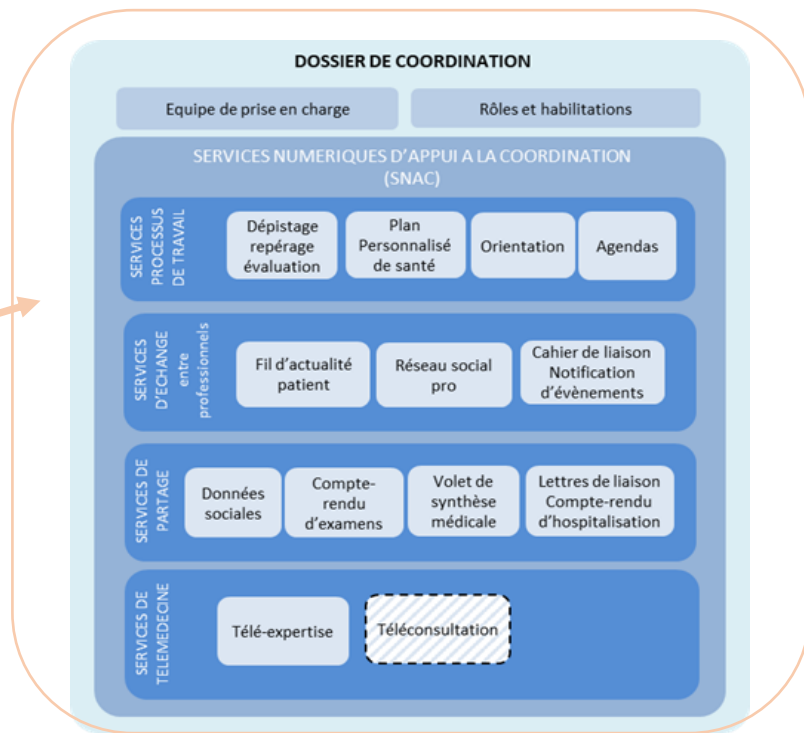 DOSSIER DE COORDINATION
Equipe de prise en charge
Rôles et habilitations
SERVICES NUMERIQUES D'APPUI A LA COORDINATION
(SNAC)
SERVICES
PROCESSUS
DE TRAVAIL
Dépistage
repérage
évaluation
Plan
Personnalisé
de santé
Orientation
Agendas
SERVICES
D'ECHANGE
entre
professionnels
Fil d'actualité
patient
Réseau social
pro
Cahier de liaison
Notification
d'évènements
SERVICES DE
PARTAGE
Données
sociales
Compte-
rendu
d'examens
Volet de
synthèse
médicale
Lettres de liaison
Compte-rendu
d'hospitalisation
SERVICES DE
TELEMEDECINE
Télé-expertise
Téléconsultation